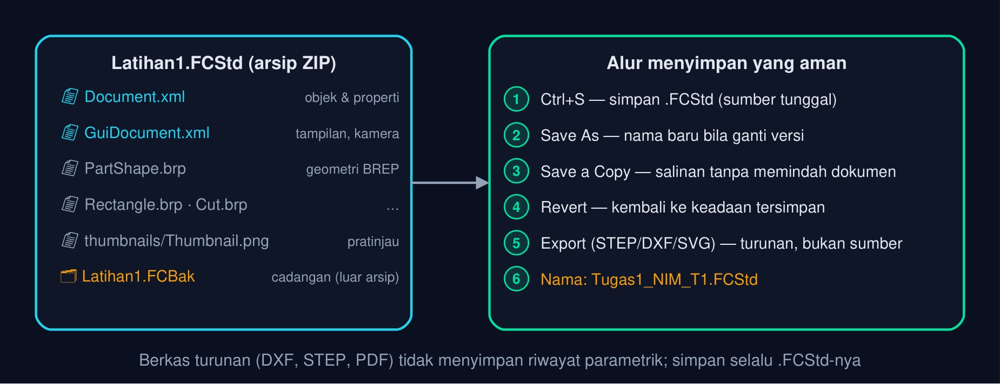 Latihan1.FCStd (arsip ZIP)
Document.xml objek & properti
GuiDocument.xml tampilan, kamera
PartShape.brp geometri BREP
Rectangle.brp · Cut.brp ...
thumbnails/Thumbnail.png pratinjau
Latihan1.FCBak cadangan (luar arsip)
Alur menyimpan yang aman
1 Ctrl+S — simpan .FCStd (sumber tunggal)
2 Save As — nama baru bila ganti versi
3 Save a Copy — salinan tanpa memindah dokumen
4 Revert — kembali ke keadaan tersimpan
5 Export (STEP/DXF/SVG) — turunan, bukan sumber
6 Nama: Tugas1_NIM_T1.FCStd
Berkas turunan (DXF, STEP, PDF) tidak menyimpan riwayat parametrik; simpan selalu .FCStd-nya